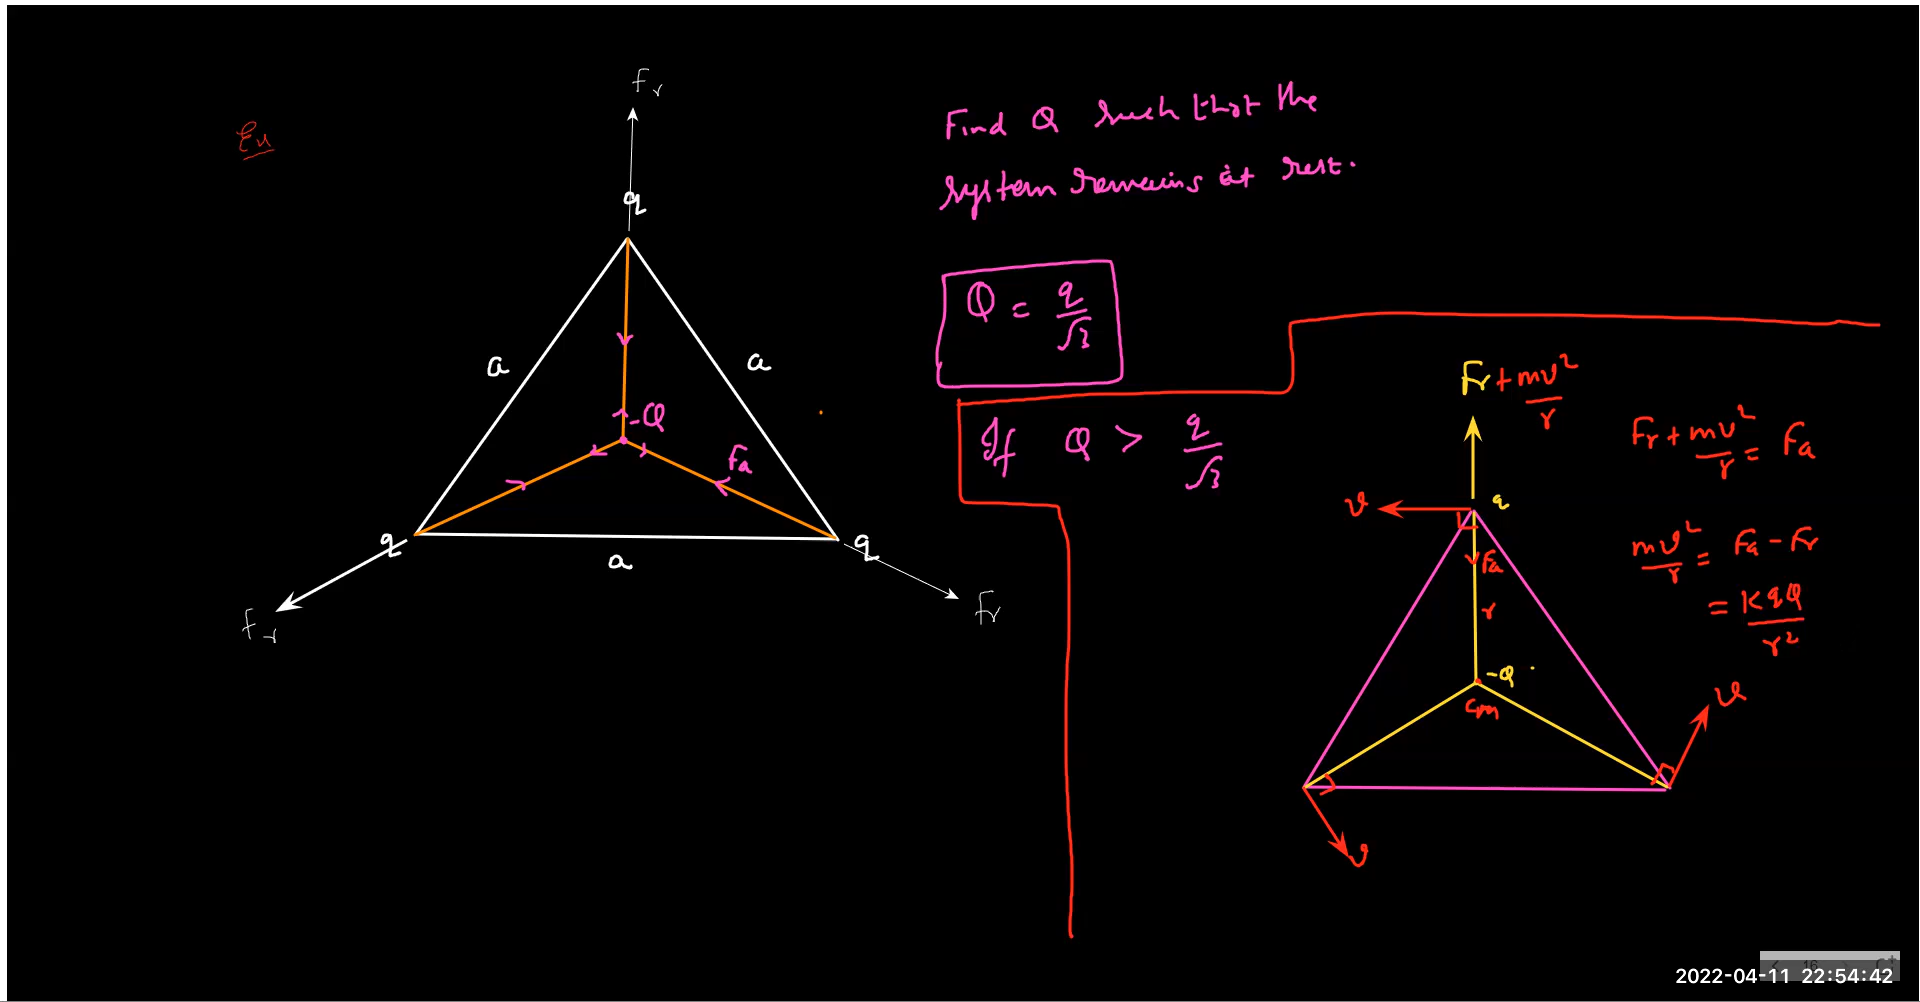 Ex
Fr
q
a
a
-Q
Fa
q
q
a
Fr
Fr
Find Q such that the
system remains at rest.
Q = q/√3
If Q > q/√3
Fr + mv²/r
v
q
Fa
r
-Q
cm
v
v
Fr + mv²/r = Fa
mv²/r = Fa - Fr
= KqQ/r²
16
2022-04-11 22:54:42